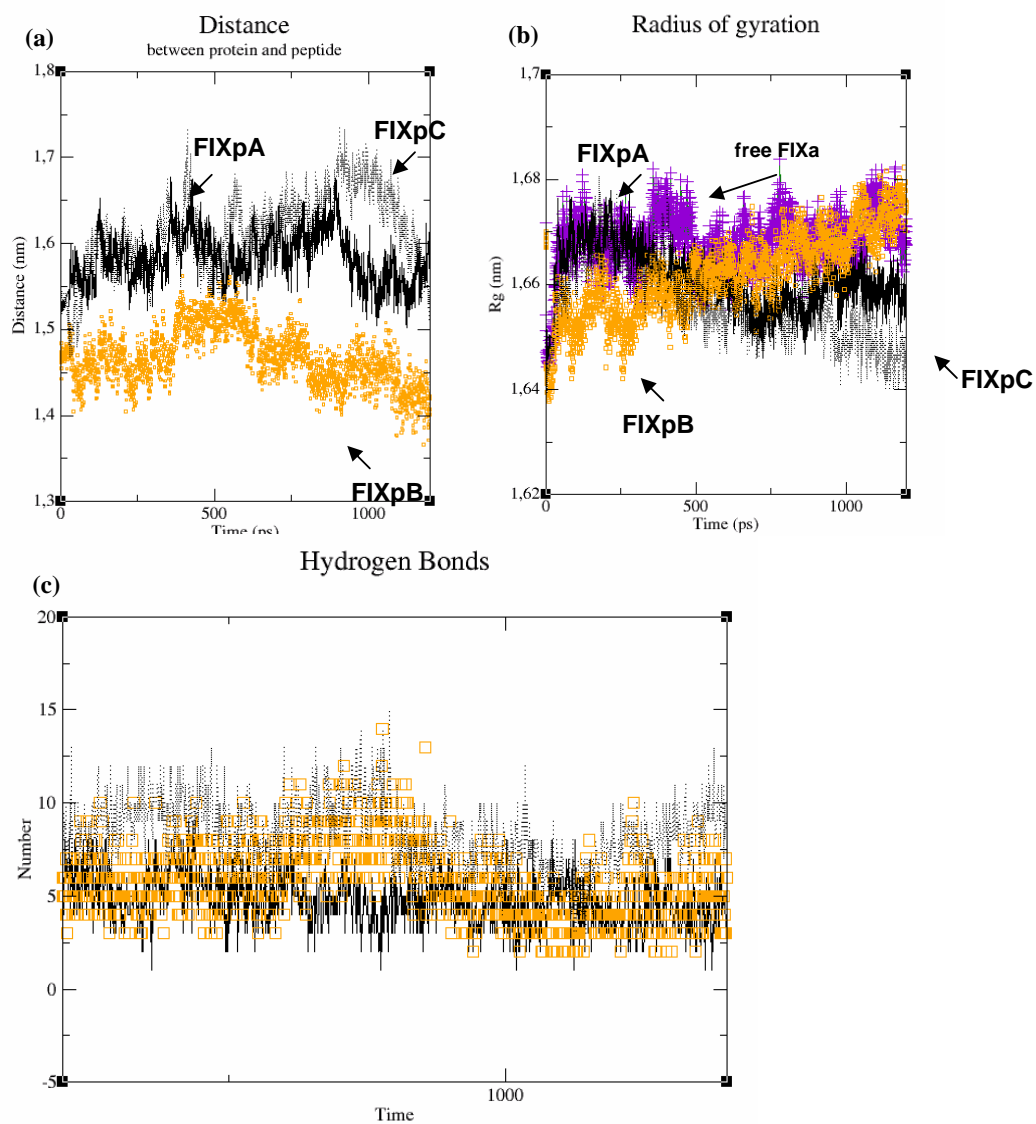 (a)
Distance
between protein and peptide
1,8
1,7
1,6
1,5
1,4
1,3
Distance (nm)
0
500
1000
Time (ps)
FIXpA
FIXpC
FIXpB
(b)
Radius of gyration
1,7
1,68
1,66
1,64
1,62
Rg (nm)
0
500
1000
Time (ps)
FIXpA
free FIXa
FIXpB
FIXpC
(c)
Hydrogen Bonds
20
15
10
5
0
-5
Number
1000
Time